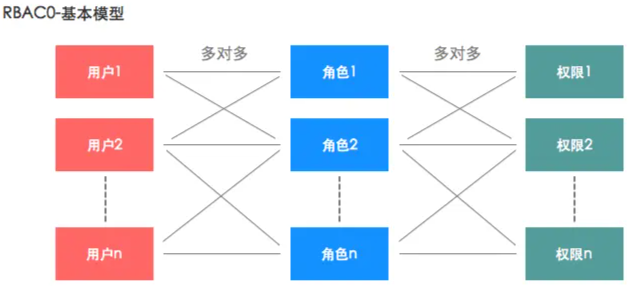 RBAC0-基本模型
多对多
多对多
用户1
角色1
权限1
用户2
角色2
权限2
用户n
角色n
权限n